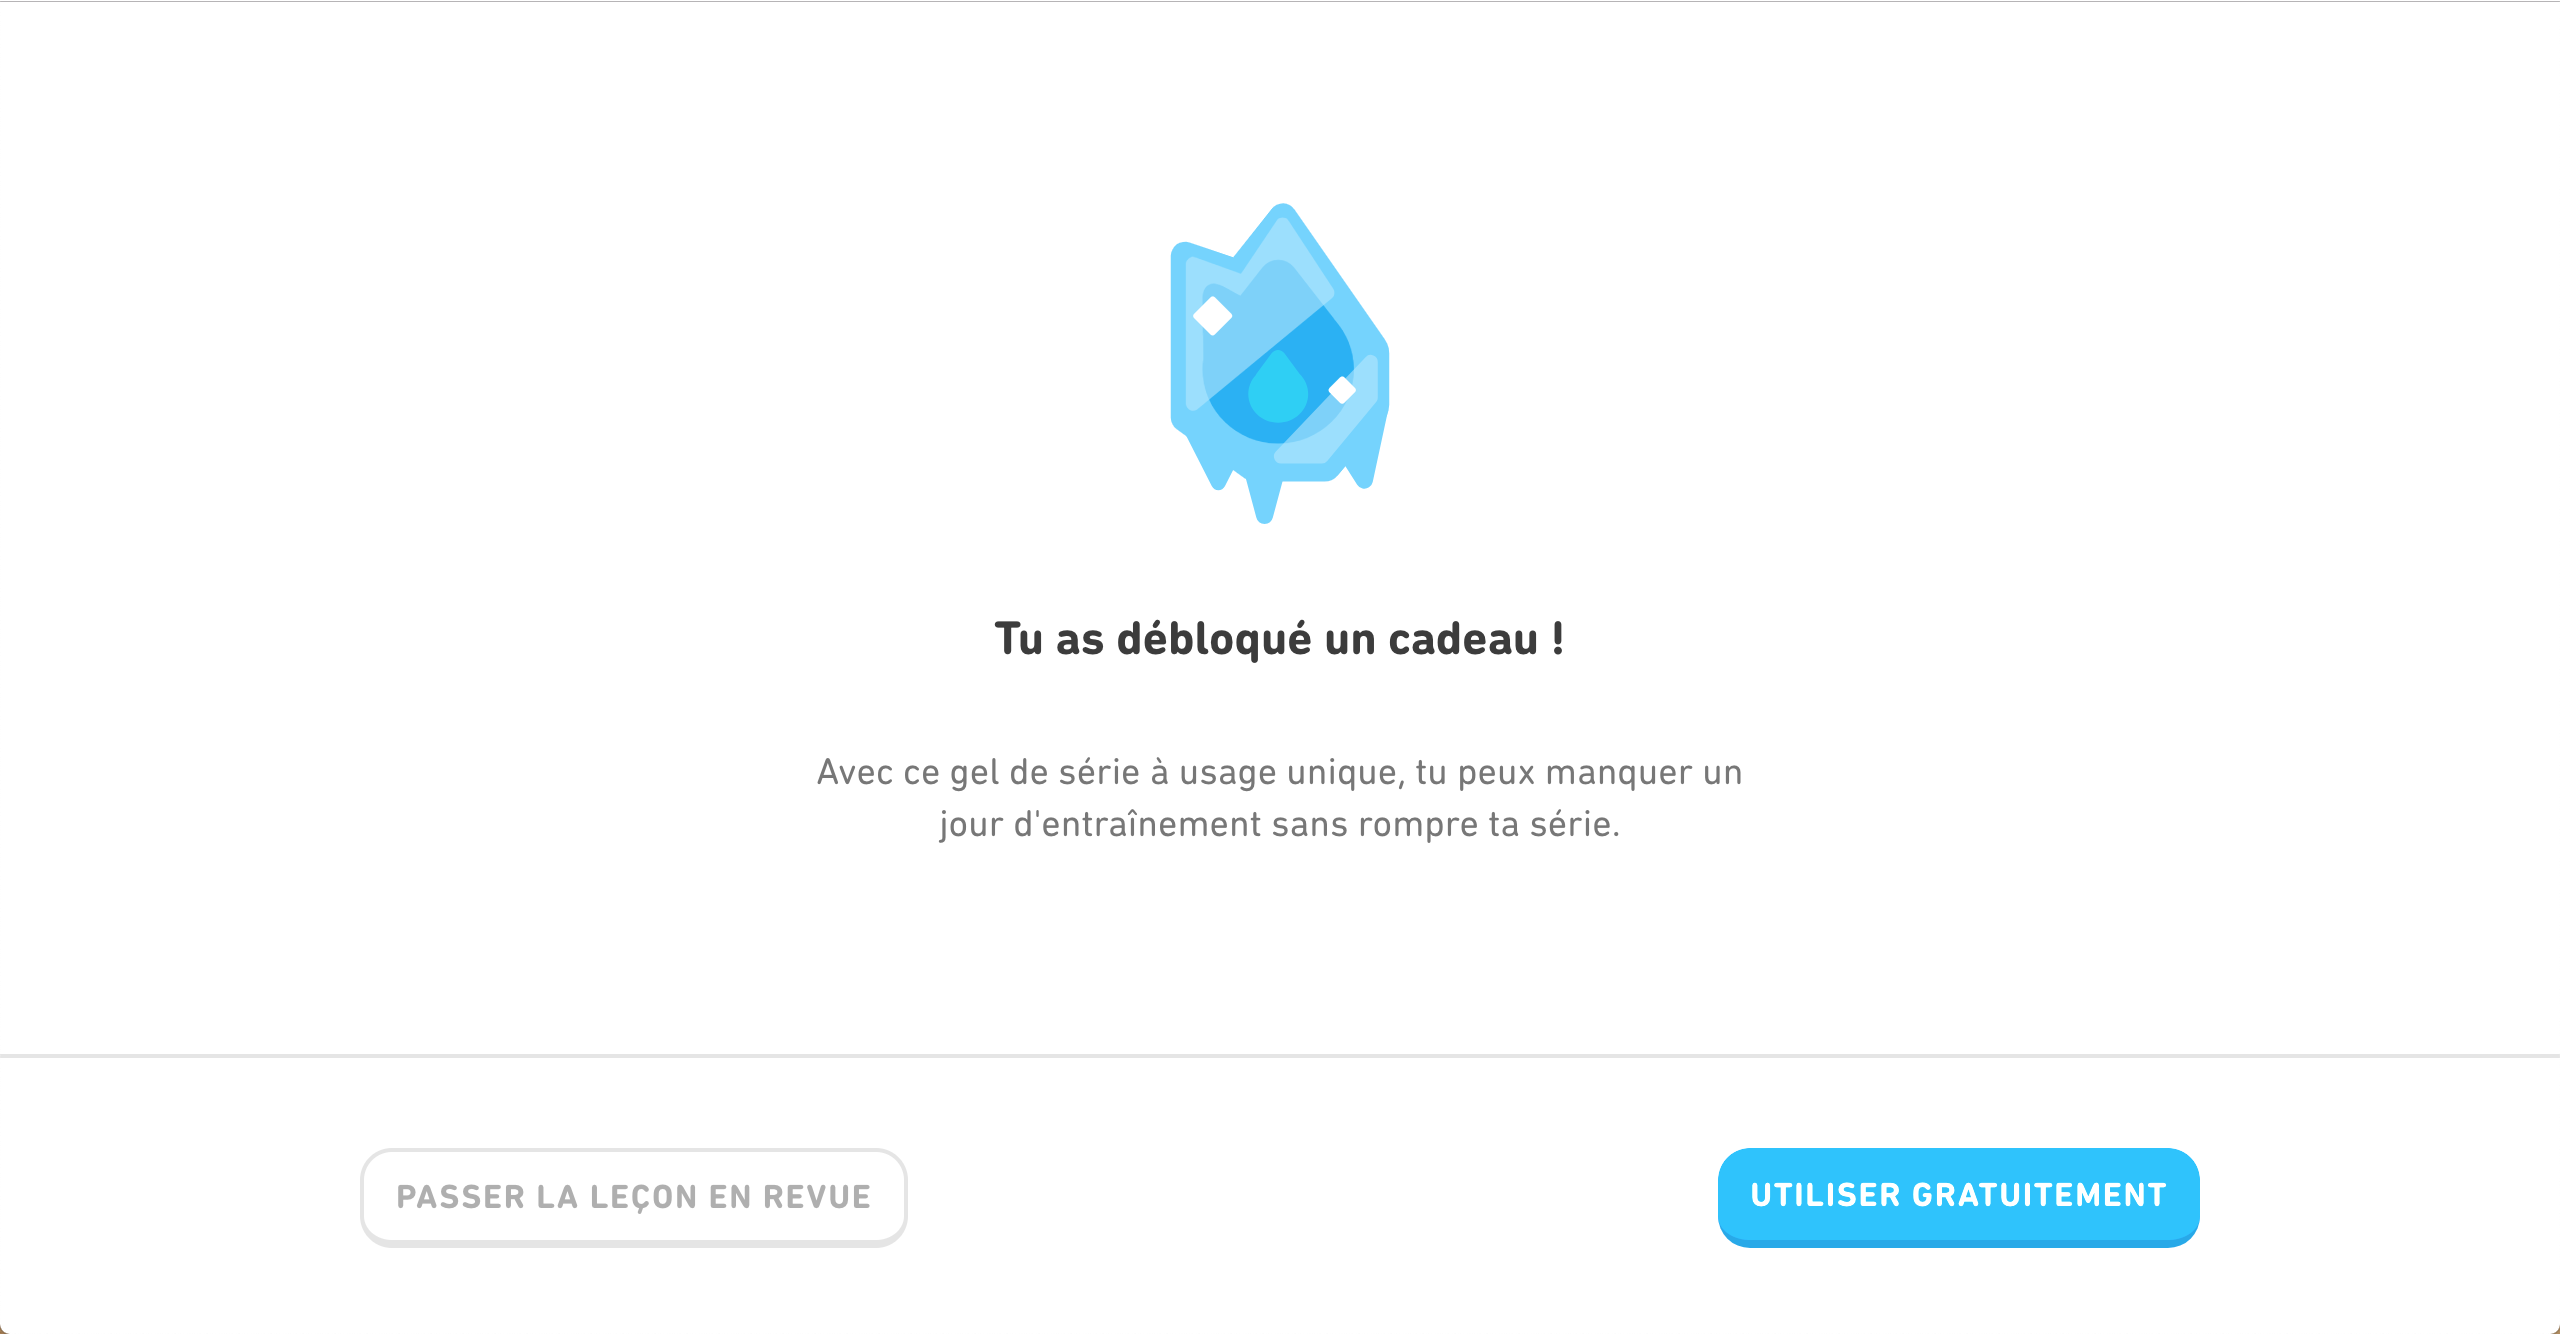 Tu as débloqué un cadeau !
Avec ce gel de série à usage unique, tu peux manquer un
jour d'entraînement sans rompre ta série.
PASSER LA LEÇON EN REVUE
UTILISER GRATUITEMENT